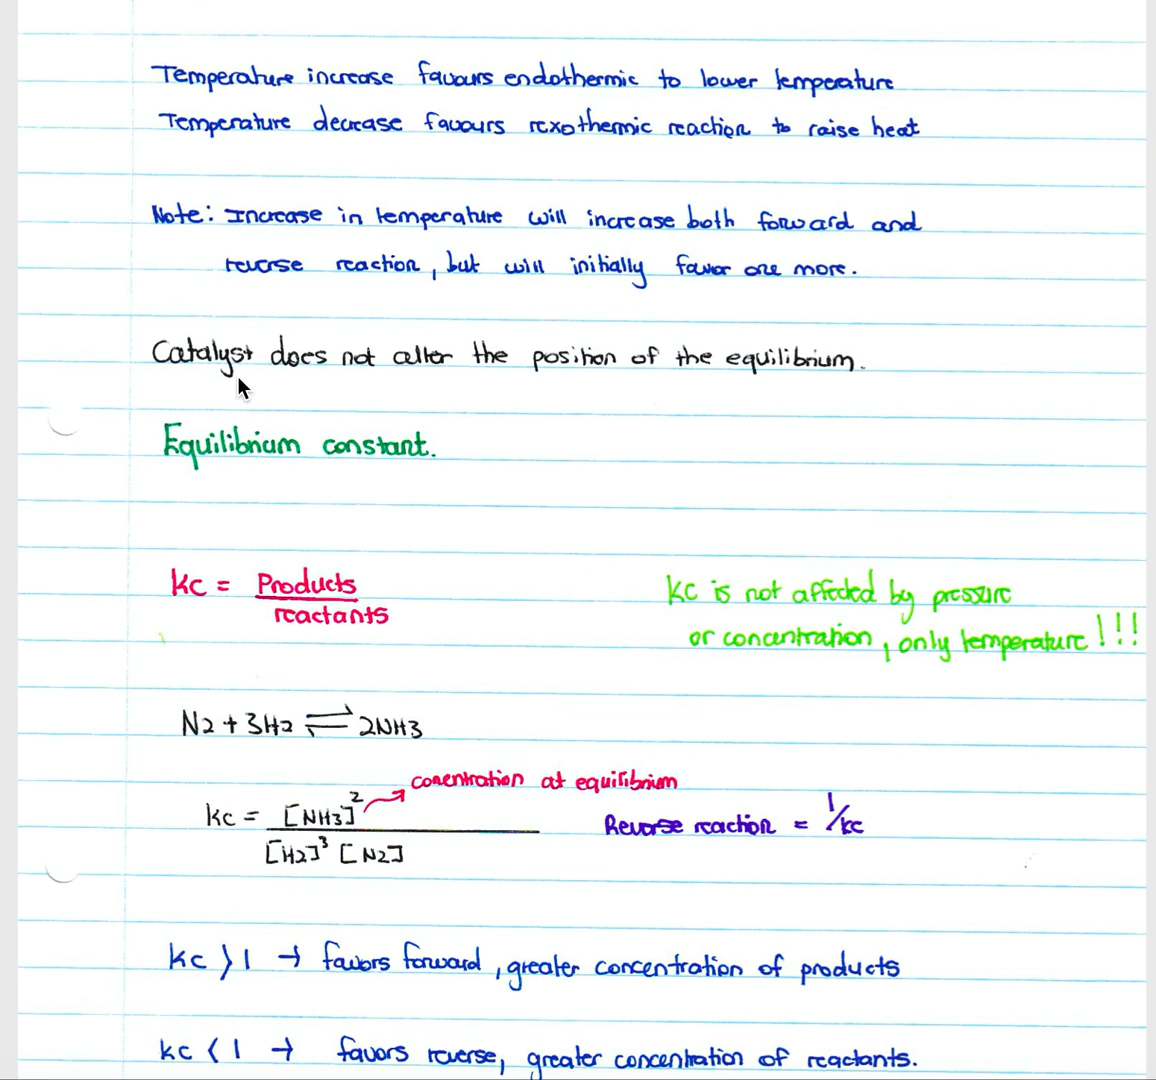 Temperature increase favours endothermic to lower temperature
Temperature decrease favours rexothermic reaction to raise heat
Note: Increase in temperature will increase both forward and
reverse reaction, but will initially favor one more.
Catalyst does not alter the position of the equilibrium.
Equilibrium constant.
Kc = Products
reactants
Kc is not affected by pressure
or concentration, only temperature!!!
N2 + 3H2 ⇌ 2NH3
conentration at equilibrium
Kc = [NH3]²
[H2]³ [N2]
Reverse reaction = 1/Kc
Kc > 1 → favors forward, greater concentration of products
Kc < 1 → favors reverse, greater concentration of reactants.